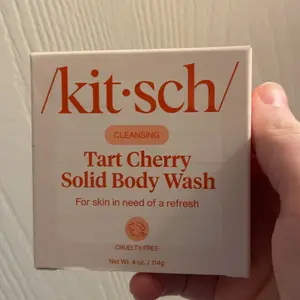 /kit·sch/
CLEANSING
Tart Cherry
Solid Body Wash
For skin in need of a refresh
CRUELTY FREE
Net Wt. 4 oz. / 114g